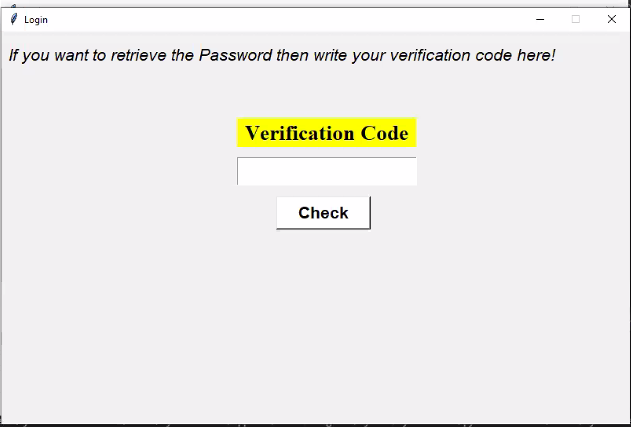 Login
If you want to retrieve the Password then write your verification code here!
Verification Code
Check